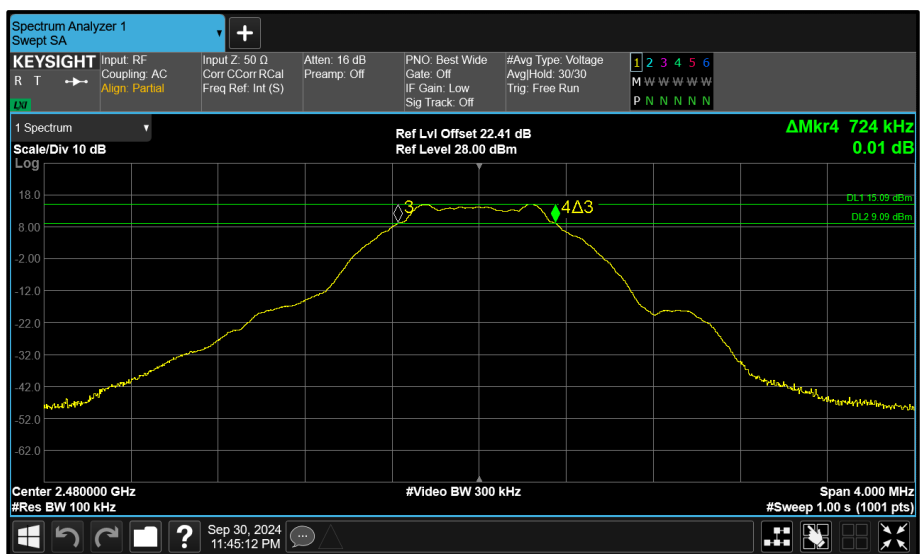 Spectrum Analyzer 1
Swept SA
+
KEYSIGHT
R T
LXI
Input: RF
Coupling: AC
Align: Partial
Input Z: 50 Ω
Corr CCorr RCal
Freq Ref: Int (S)
Atten: 16 dB
Preamp: Off
PNO: Best Wide
Gate: Off
IF Gain: Low
Sig Track: Off
#Avg Type: Voltage
Avg|Hold: 30/30
Trig: Free Run
1 2 3 4 5 6
M W W W W W
P N N N N N
1 Spectrum
Scale/Div 10 dB
Log
Ref Lvl Offset 22.41 dB
Ref Level 28.00 dBm
ΔMkr4 724 kHz
0.01 dB
18.0
8.00
-2.00
-12.0
-22.0
-32.0
-42.0
-52.0
-62.0
3
4Δ3
DL1 15.09 dBm
DL2 9.09 dBm
Center 2.480000 GHz
#Res BW 100 kHz
#Video BW 300 kHz
Span 4.000 MHz
#Sweep 1.00 s (1001 pts)
?
Sep 30, 2024
11:45:12 PM